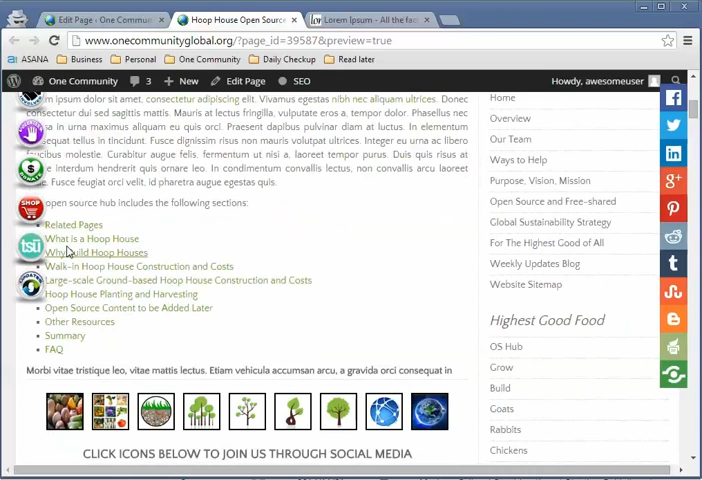 Edit Page ‹ One Commun
Hoop House Open Source
Lorem Ipsum - All the fac
www.onecommunityglobal.org/?page_id=39587&preview=true
ASANA Business Personal One Community Daily Checkup Read later
One Community 3 New Edit Page SEO Howdy, awesomeuser
ipsum dolor sit amet, consectetur adipiscing elit. Vivamus egestas nibh nec aliquam ultrices.
consectetur dui sed sagittis mattis. Mauris at lectus fringilla, vulputate eros a, tempor dolor. Phasellus nec
massa in urna maximus aliquam eu quis orci. Praesent dapibus pulvinar diam at luctus. In elementum
tempus tellus in tincidunt. Fusce dignissim risus non mauris volutpat ultrices. Integer eu urna ac libero
faucibus molestie. Curabitur augue felis, fermentum ut nisi a, laoreet tempor purus. Duis quis risus
leo. In condimentum convallis lectus, non convallis arcu laoreet
Fusce feugiat orci velit, id pharetra augue egestas quis.
open source hub includes the following sections:
Related Pages
What is a Hoop House
Why Build Hoop Houses
Walk-in Hoop House Construction and Costs
Large-scale Ground-based Hoop House Construction and Costs
Hoop House Planting and Harvesting
Open Source Content to be Added Later
Other Resources
Summary
FAQ
Morbi vitae tristique leo, vitae mattis lectus. Etiam vehicula accumsan arcu, a gravida orci consequat in
CLICK ICONS BELOW TO JOIN US THROUGH SOCIAL MEDIA
DONATE
SHOP
tsū
UPDATES
Home
Overview
Our Team
Ways to Help
Purpose, Vision, Mission
Open Source and Free-shared
Global Sustainability Strategy
For The Highest Good of All
Weekly Updates Blog
Website Sitemap
Highest Good Food
OS Hub
Grow
Build
Goats
Rabbits
Chickens